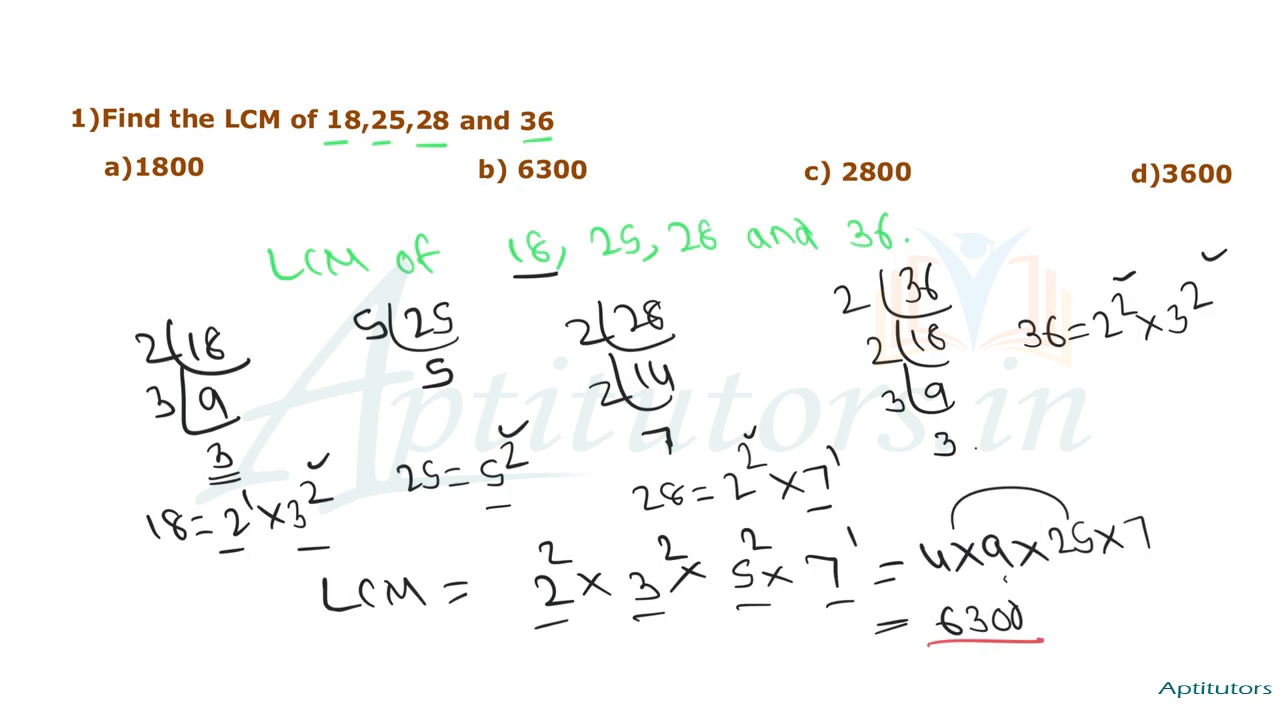 1)Find the LCM of 18,25,28 and 36
a)1800 b) 6300 c) 2800 d)3600
LCM of 18, 25, 28 and 36.
2 18
3 9
3
18 = 2¹ × 3²
5 25
5
25 = 5²
2 28
2 14
7
28 = 2² × 7¹
2 36
2 18
3 9
3
36 = 2² × 3²
LCM = 2² × 3² × 5² × 7¹ = 4×9×25×7
= 6300
Aptitutors.in
Aptitutors